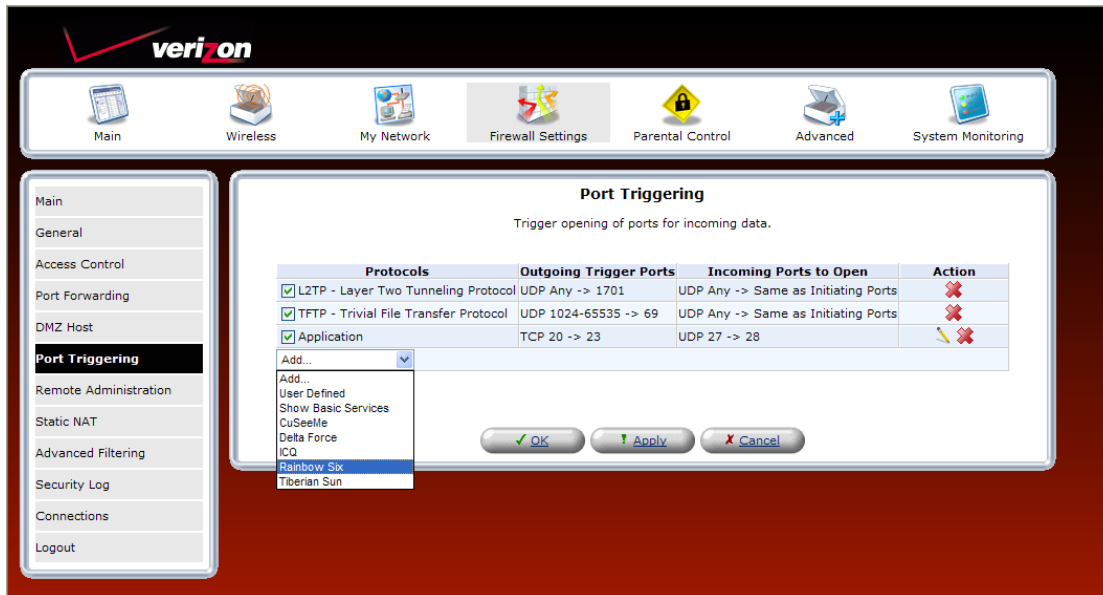 verizon
Main Wireless My Network Firewall Settings Parental Control Advanced System Monitoring
Main
General
Access Control
Port Forwarding
DMZ Host
Port Triggering
Remote Administration
Static NAT
Advanced Filtering
Security Log
Connections
Logout
Port Triggering
Trigger opening of ports for incoming data.
Protocols Outgoing Trigger Ports Incoming Ports to Open Action
L2TP - Layer Two Tunneling Protocol UDP Any -> 1701 UDP Any -> Same as Initiating Ports
TFTP - Trivial File Transfer Protocol UDP 1024-65535 -> 69 UDP Any -> Same as Initiating Ports
Application TCP 20 -> 23 UDP 27 -> 28
Add...
Add...
User Defined
Show Basic Services
CuSeeMe
Delta Force
ICQ
Rainbow Six
Tiberian Sun
OK Apply Cancel